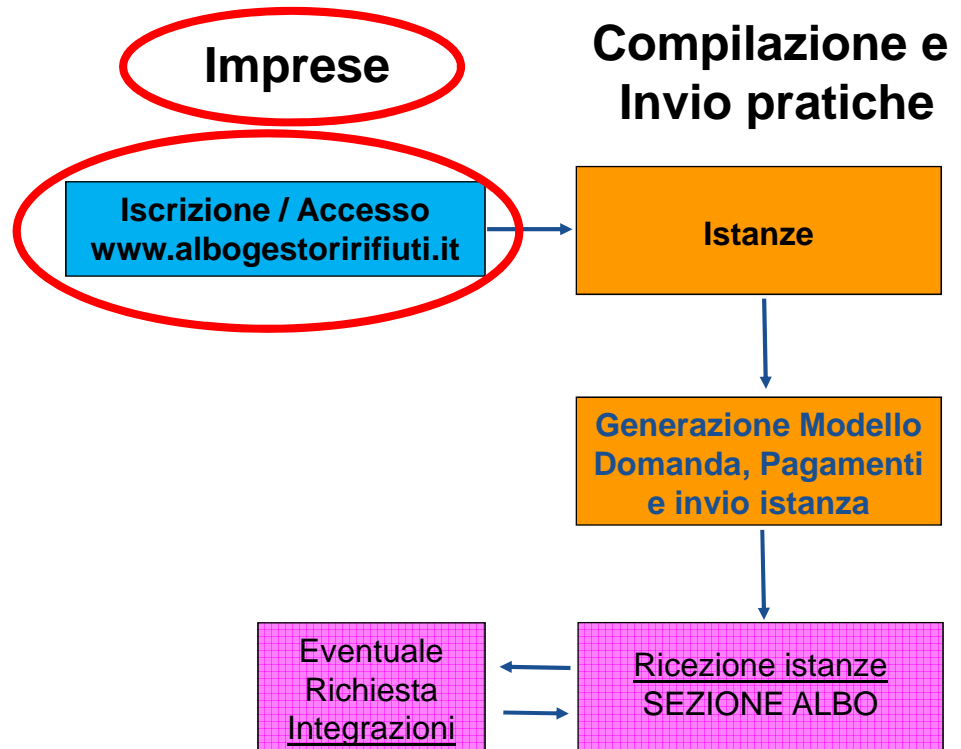 Imprese
Compilazione e
Invio pratiche
Iscrizione / Accesso
www.albogestoririfiuti.it
Istanze
Generazione Modello
Domanda, Pagamenti
e invio istanza
Eventuale
Richiesta
Integrazioni
Ricezione istanze
SEZIONE ALBO